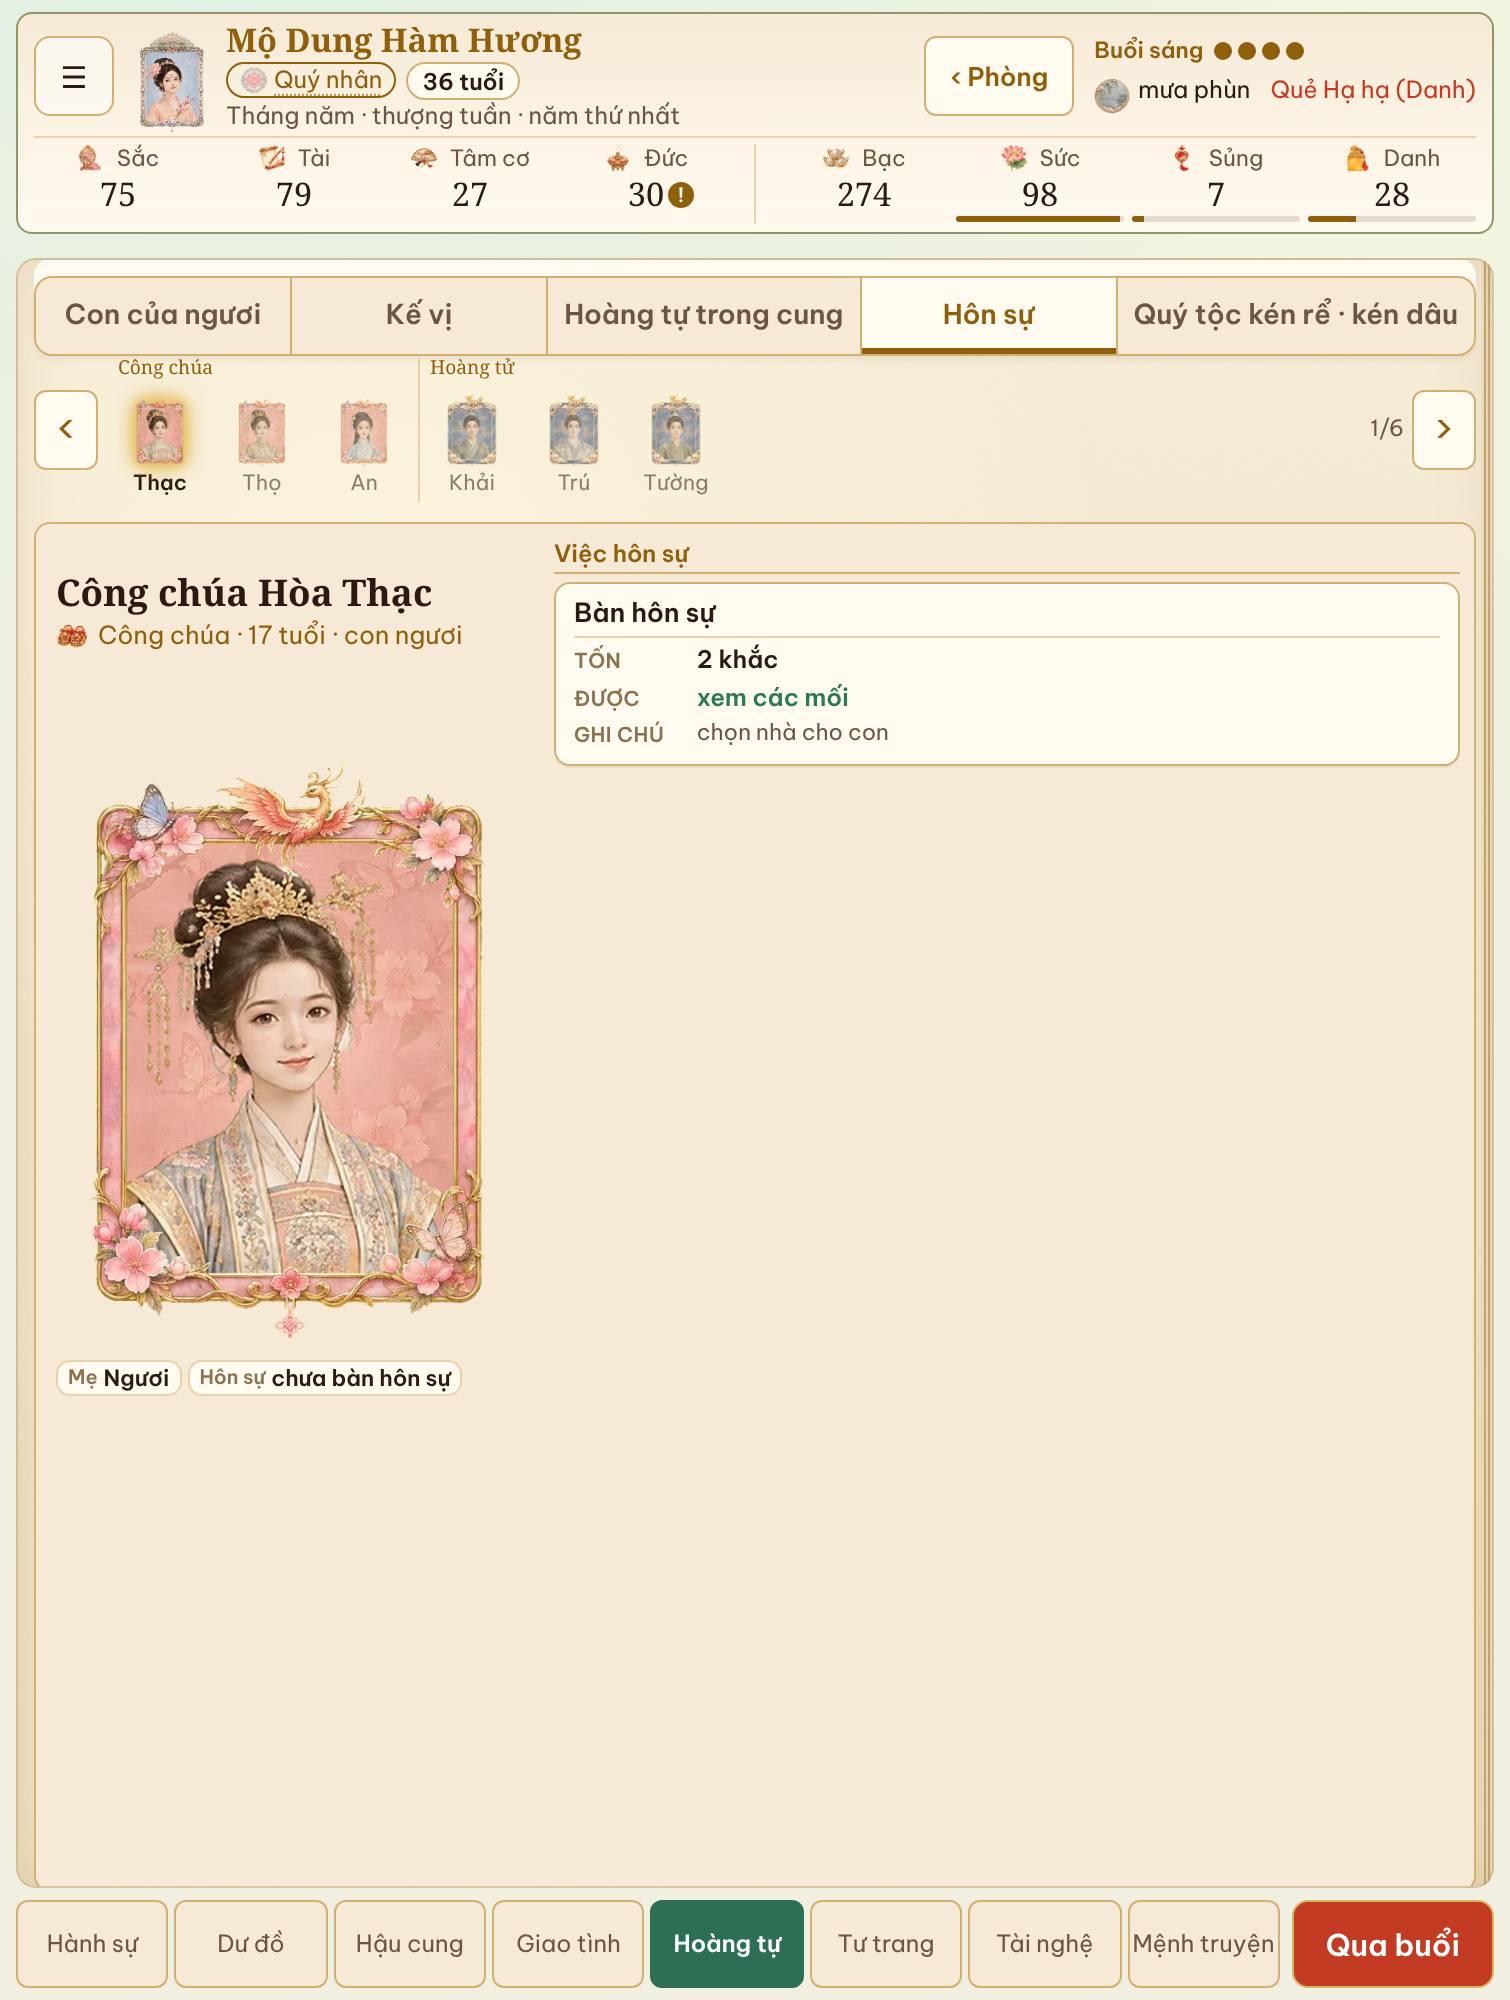 ☰
Mộ Dung Hàm Hương
Quý nhân
36 tuổi
Tháng năm · thượng tuần · năm thứ nhất
‹ Phòng
Buổi sáng
mưa phùn Quẻ Hạ hạ (Danh)
Sắc Tài Tâm cơ Đức Bạc Sức Sủng Danh
75 79 27 30 ! 274 98 7 28
Con của ngươi
Kế vị
Hoàng tự trong cung
Hôn sự
Quý tộc kén rể · kén dâu
Công chúa
Hoàng tử
‹
Thạc
Thọ
An
Khải
Trú
Tường
1/6
›
Công chúa Hòa Thạc
Công chúa · 17 tuổi · con ngươi
Mẹ Ngươi
Hôn sự chưa bàn hôn sự
Việc hôn sự
Bàn hôn sự
TỐN 2 khắc
ĐƯỢC xem các mối
GHI CHÚ chọn nhà cho con
Hành sự
Dư đồ
Hậu cung
Giao tình
Hoàng tự
Tư trang
Tài nghệ
Mệnh truyện
Qua buổi